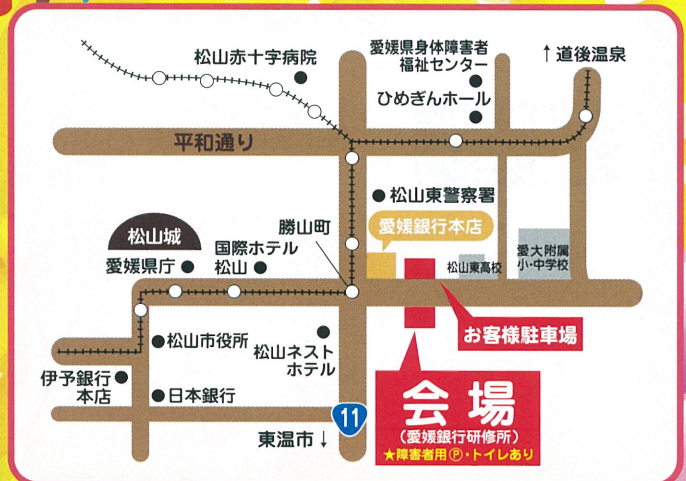 松山赤十字病院
愛媛県身体障害者
福祉センター
ひめぎんホール
↑道後温泉
平和通り
松山東警察署
愛媛銀行本店
勝山町
松山城
国際ホテル
松山
愛媛県庁
松山東高校
愛大附属
小・中学校
お客様駐車場
松山市役所
松山ネスト
ホテル
伊予銀行
本店
日本銀行
11
東温市↓
会場
(愛媛銀行研修所)
★障害者用Ⓟ・トイレあり